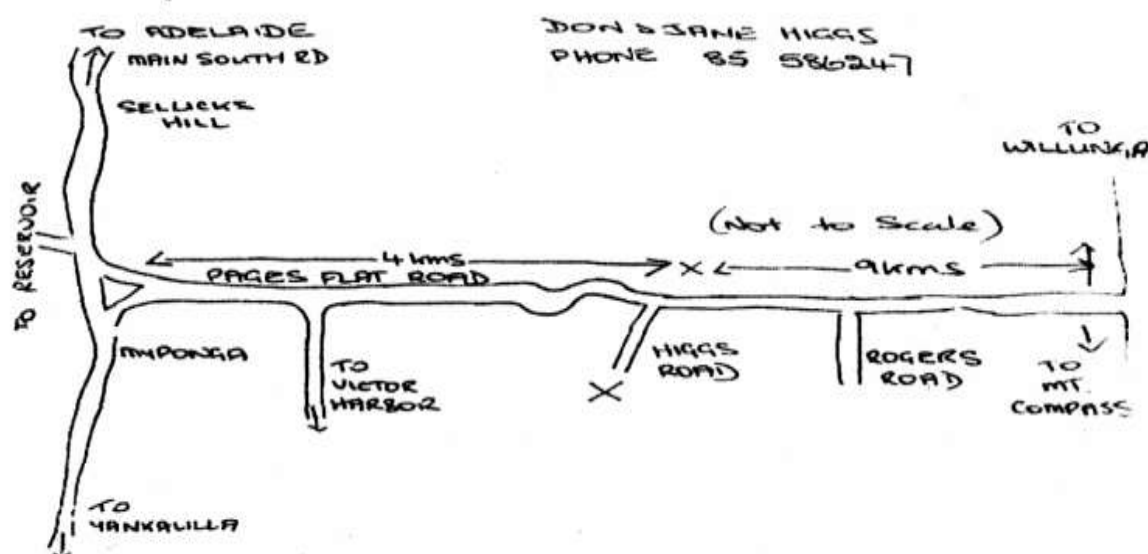 TO ADELAIDE
MAIN SOUTH RD
DON & JANE HIGGS
PHONE 85 586247
SELLICKS
HILL
TO
WILLUNGA
TO RESERVOIR
(Not to Scale)
4 kms
X
9 kms
PAGES FLAT ROAD
MYPONGA
TO
VICTOR
HARBOR
HIGGS
ROAD
X
ROGERS
ROAD
TO
MT.
COMPASS
TO
YANKALILLA